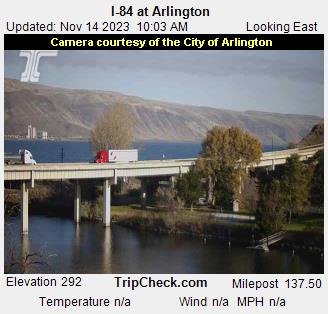 I-84 at Arlington
Updated: Nov 14 2023 10:03 AM Looking East
Camera courtesy of the City of Arlington
Elevation 292 TripCheck.com Milepost 137.50
Temperature n/a Wind n/a MPH n/a